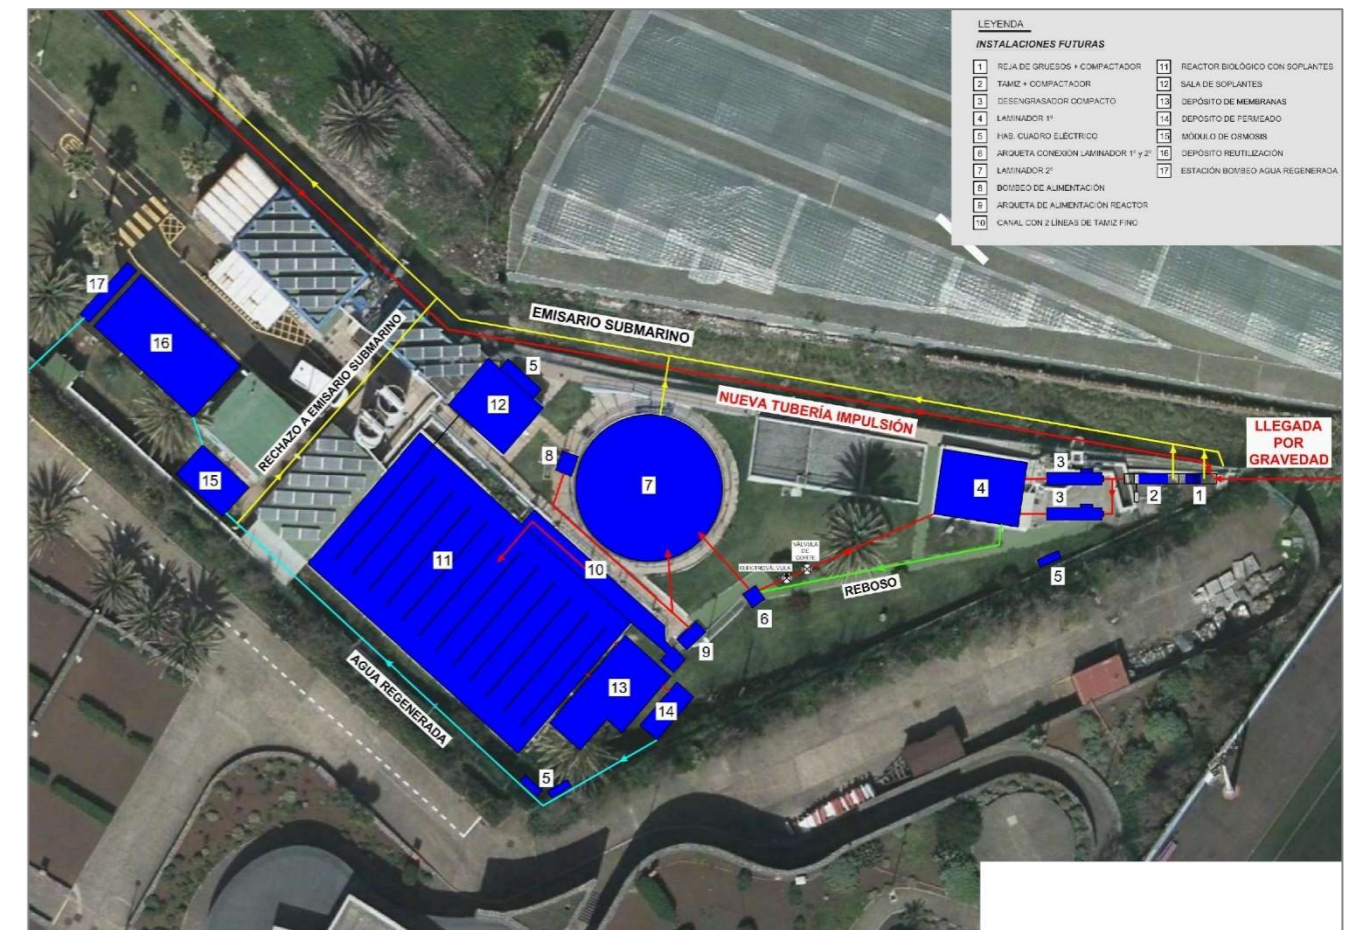 LEYENDA
INSTALACIONES FUTURAS
1 REJA DE GRUESOS + COMPACTADOR
2 TAMIZ + COMPACTADOR
3 DESENGRASADOR COMPACTO
4 LAMINADOR 1º
5 HAB. CUADRO ELÉCTRICO
6 ARQUETA CONEXIÓN LAMINADOR 1º y 2º
7 LAMINADOR 2º
8 BOMBEO DE ALIMENTACIÓN
9 ARQUETA DE ALIMENTACIÓN REACTOR
10 CANAL CON 2 LÍNEAS DE TAMIZ FINO
11 REACTOR BIOLÓGICO CON SOPLANTES
12 SALA DE SOPLANTES
13 DEPÓSITO DE MEMBRANAS
14 DEPÓSITO DE PERMEADO
15 MÓDULO DE OSMOSIS
16 DEPÓSITO REUTILIZACIÓN
17 ESTACIÓN BOMBEO AGUA REGENERADA
17
16
EMISARIO SUBMARINO
RECHAZO A EMISARIO SUBMARINO
5
12
NUEVA TUBERÍA IMPULSIÓN
LLEGADA
POR
GRAVEDAD
8
15
7
4
3
3
2
1
11
10
VÁLVULA
DE
CORTE
ELECTROVÁLVULA
REBOSO
5
6
9
AGUA REGENERADA
13
14
5